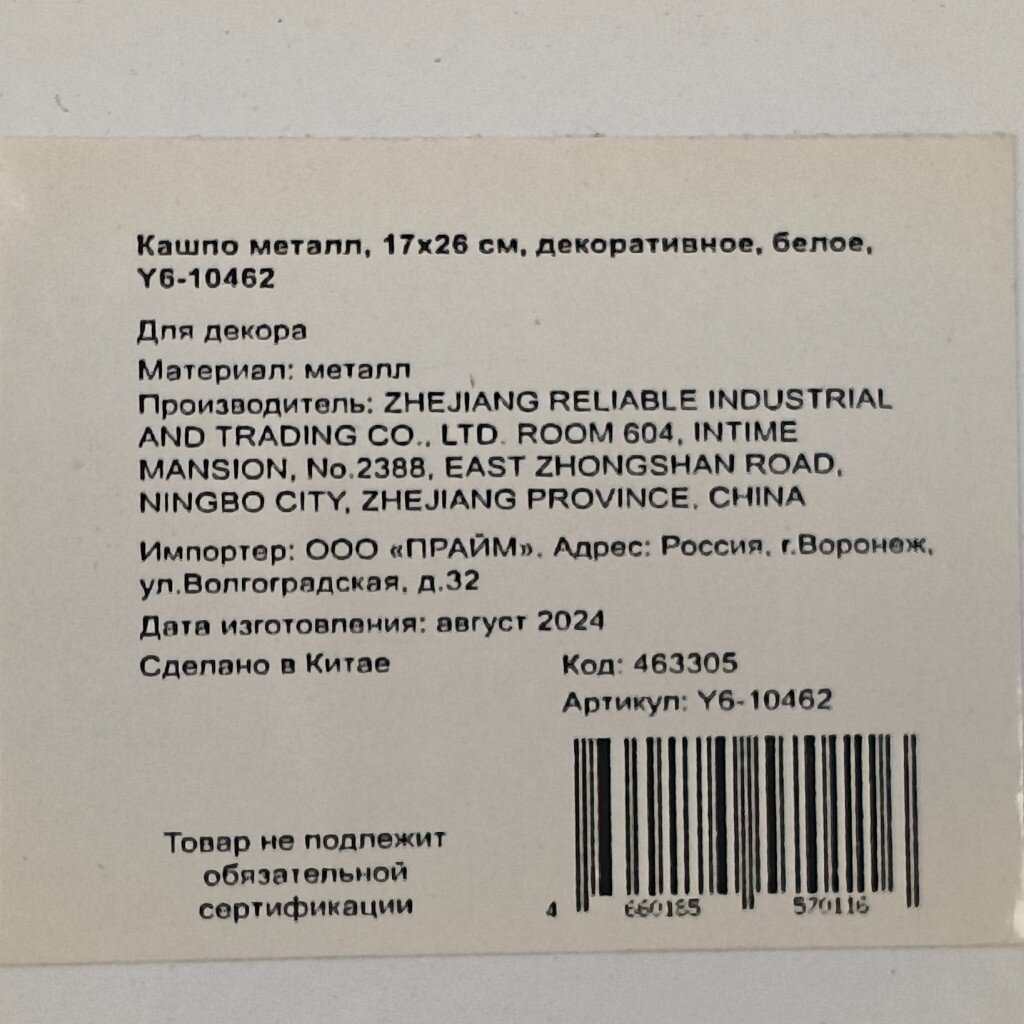 Кашпо металл, 17х26 см, декоративное, белое,
Y6-10462
Для декора
Материал: металл
Производитель: ZHEJIANG RELIABLE INDUSTRIAL
AND TRADING CO., LTD. ROOM 604, INTIME
MANSION, No.2388, EAST ZHONGSHAN ROAD,
NINGBO CITY, ZHEJIANG PROVINCE, CHINA
Импортер: ООО «ПРАЙМ». Адрес: Россия, г.Воронеж,
ул.Волгоградская, д.32
Дата изготовления: август 2024
Сделано в Китае
Код: 463305
Артикул: Y6-10462
Товар не подлежит
обязательной
сертификации
4 660185 570116